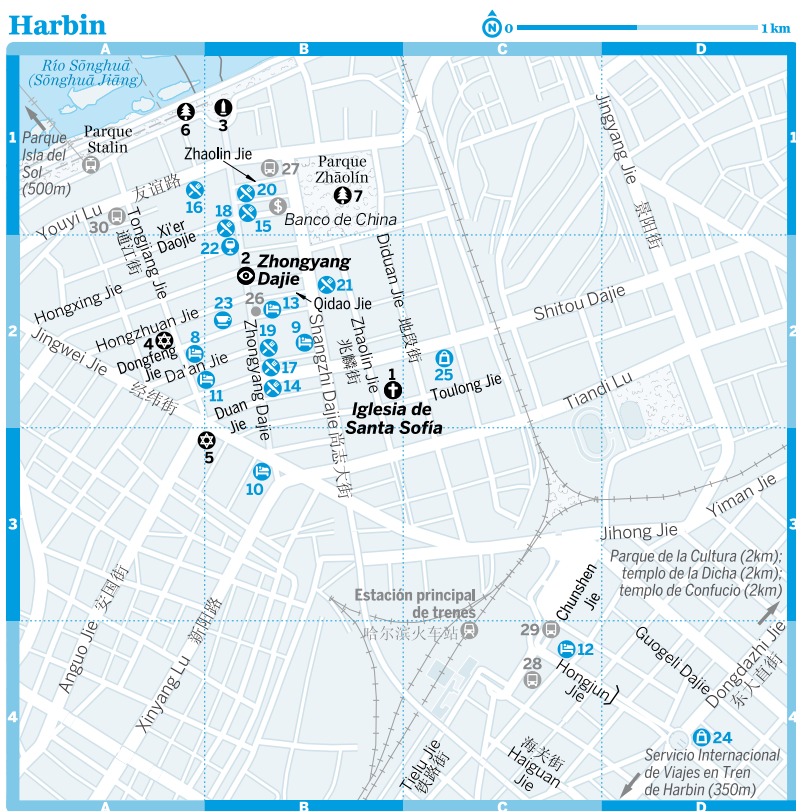 Harbin
N 0 1 km
A B C D
Río Sōnghuā
(Sōnghuā Jiāng)
6
3
1
1
Parque
Stalin
Parque
Isla del
Sol
(500m)
Zhaolin Jie
27
Parque
Zhāolín
7
Jingyang Jie
景阳街
Youyi Lu 友谊路
16
20
18
15
Banco de China
30
Tongjiang Jie
通江街
Xi'er
Daojie
22
2
Zhongyang
Dajie
21
Diduan Jie 地段街
Hongxing Jie
26
13
Qidao Jie
Shitou Dajie
23
Hongzhuan Jie
2
2
4
8
Dongfeng
Jie
19
9
Shangzhi Dajie 尚志大街
Zhaolin Jie
兆麟街
Jingwei Jie 经纬街
Da'an Jie
17
25
11
Zhongyang Dajie
14
1
Toulong Jie
Tiandi Lu
Duan
Jie
Iglesia de
Santa Sofía
5
10
3
3
Yiman Jie
Jihong Jie
Parque de la Cultura (2km);
templo de la Dicha (2km);
templo de Confucio (2km)
Anguo Jie 安国街
Xinyang Lu 新阳路
Estación principal
de trenes
哈尔滨火车站
Chunshen
Jie
29
12
28
Hongjun
Jie
Guogeli Dajie
Dongdazhi Jie
东大直街
4
4
24
海关街
Haiguan
Jie
Tielu Jie
铁路街
Servicio Internacional
de Viajes en Tren
de Harbin (350m)
A B C D